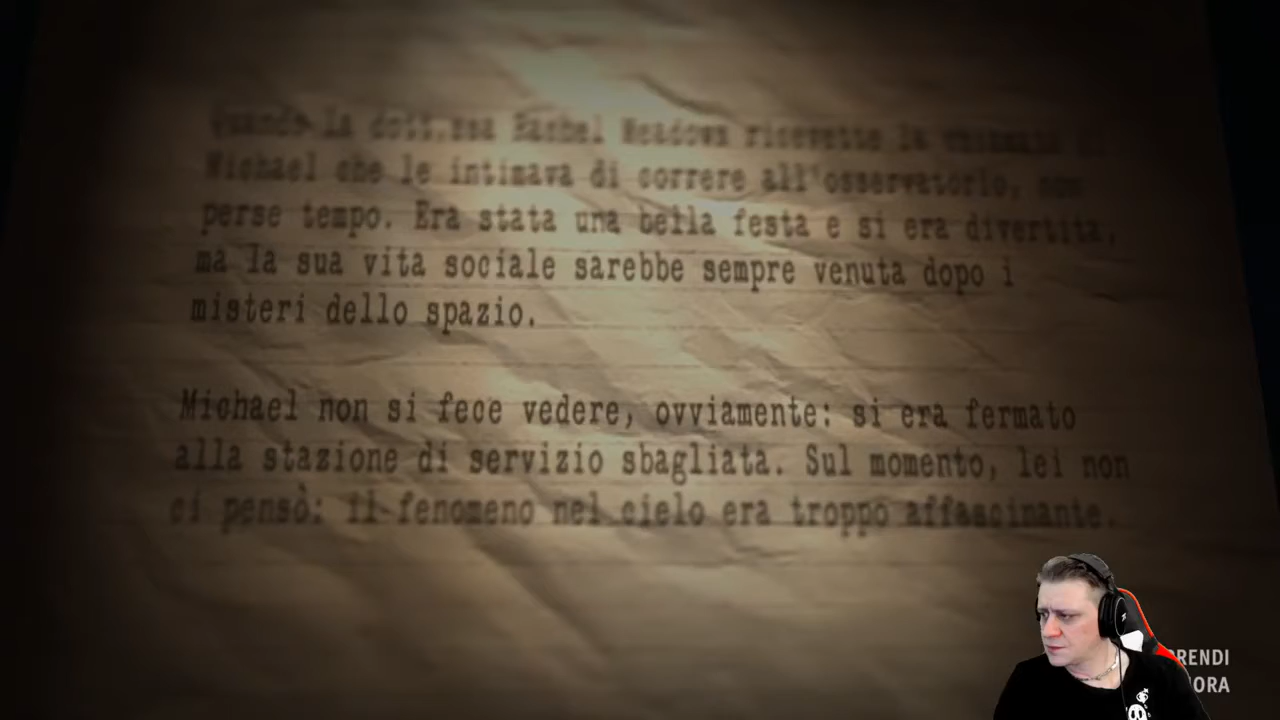 Quando la dott.ssa Rachel Meadows ricevette la chiamata di
Michael che le intimava di correre all'osservatorio, non
perse tempo. Era stata una bella festa e si era divertita,
ma la sua vita sociale sarebbe sempre venuta dopo i
misteri dello spazio.
Michael non si fece vedere, ovviamente: si era fermato
alla stazione di servizio sbagliata. Sul momento, lei non
ci pensò: il fenomeno nel cielo era troppo affascinante.